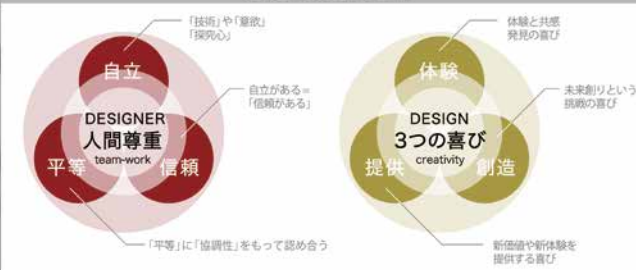 「技術」や「意欲」
「探究心」
自立
自立がある=
「信頼がある」
DESIGNER
人間尊重
team-work
平等
信頼
「平等」に「協調性」をもって認め合う
体験と共感
発見の喜び
体験
未来創りという
挑戦の喜び
DESIGN
3つの喜び
creativity
提供
創造
新価値や新体験を
提供する喜び